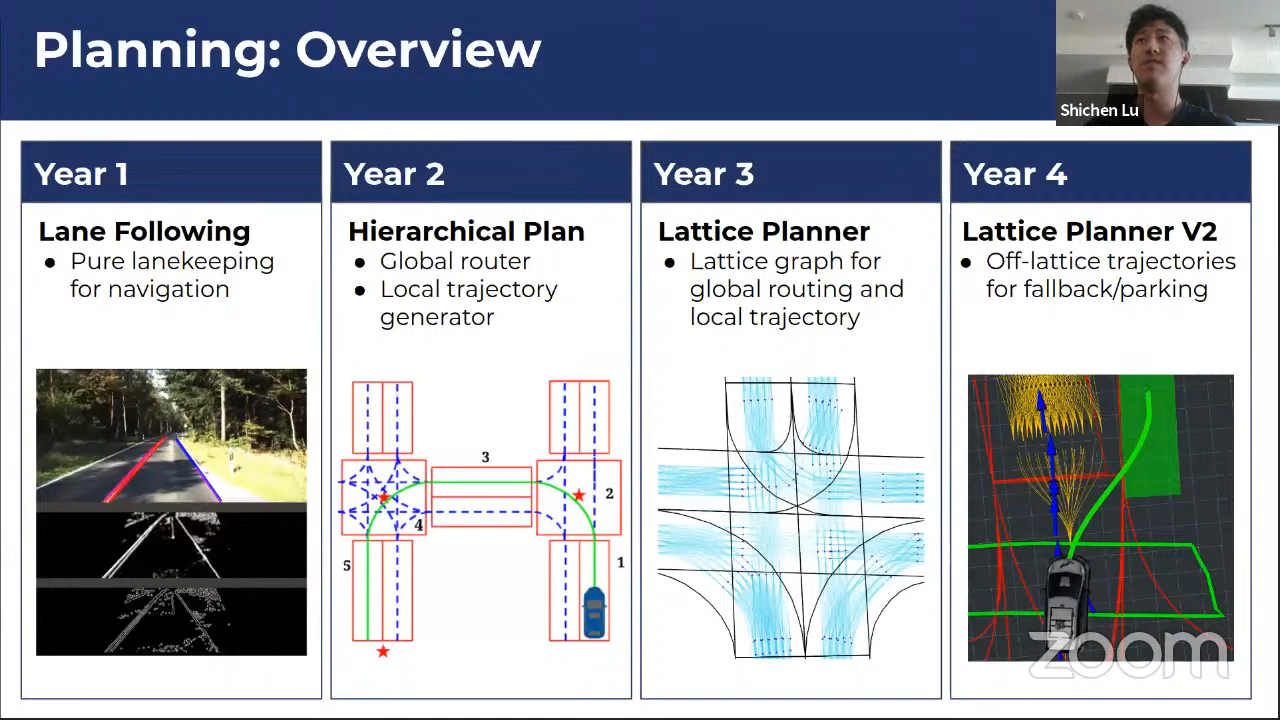 Planning: Overview
Shichen Lu
Year 1
Lane Following
● Pure lanekeeping
for navigation
Year 2
Hierarchical Plan
● Global router
● Local trajectory
generator
3
2
4
5
1
Year 3
Lattice Planner
● Lattice graph for
global routing and
local trajectory
Year 4
Lattice Planner V2
● Off-lattice trajectories
for fallback/parking
zoom